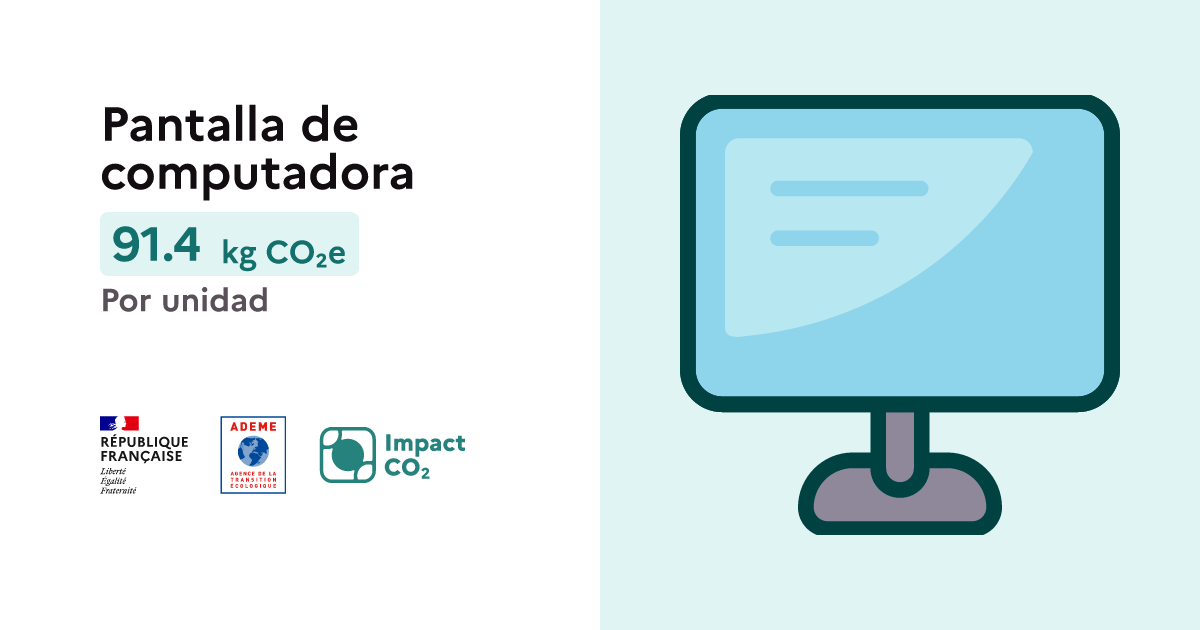 Pantalla de
computadora
91.4 kg CO₂e
Por unidad
RÉPUBLIQUE
FRANÇAISE
Liberté
Égalité
Fraternité
ADEME
AGENCE DE LA
TRANSITION
ÉCOLOGIQUE
Impact
CO₂